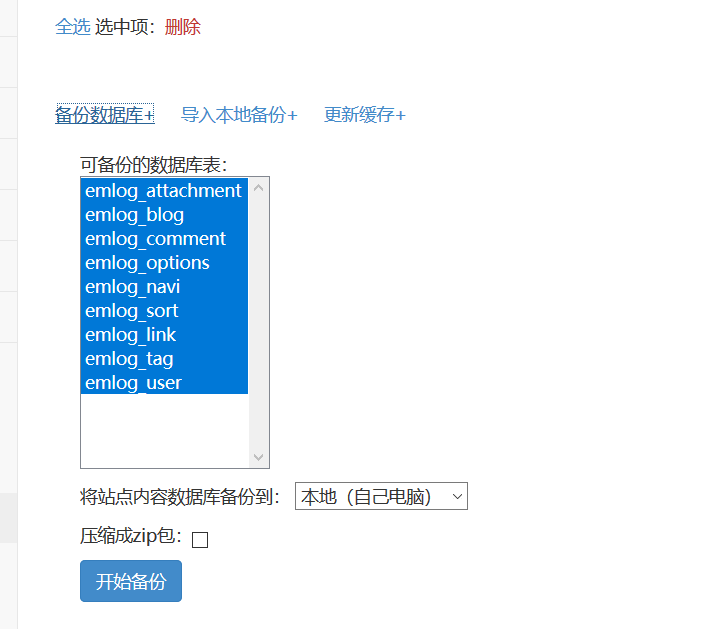 全选 选中项：删除
备份数据库+ 导入本地备份+ 更新缓存+
可备份的数据库表：
emlog_attachment
emlog_blog
emlog_comment
emlog_options
emlog_navi
emlog_sort
emlog_link
emlog_tag
emlog_user
将站点内容数据库备份到： 本地（自己电脑）
压缩成zip包：
开始备份